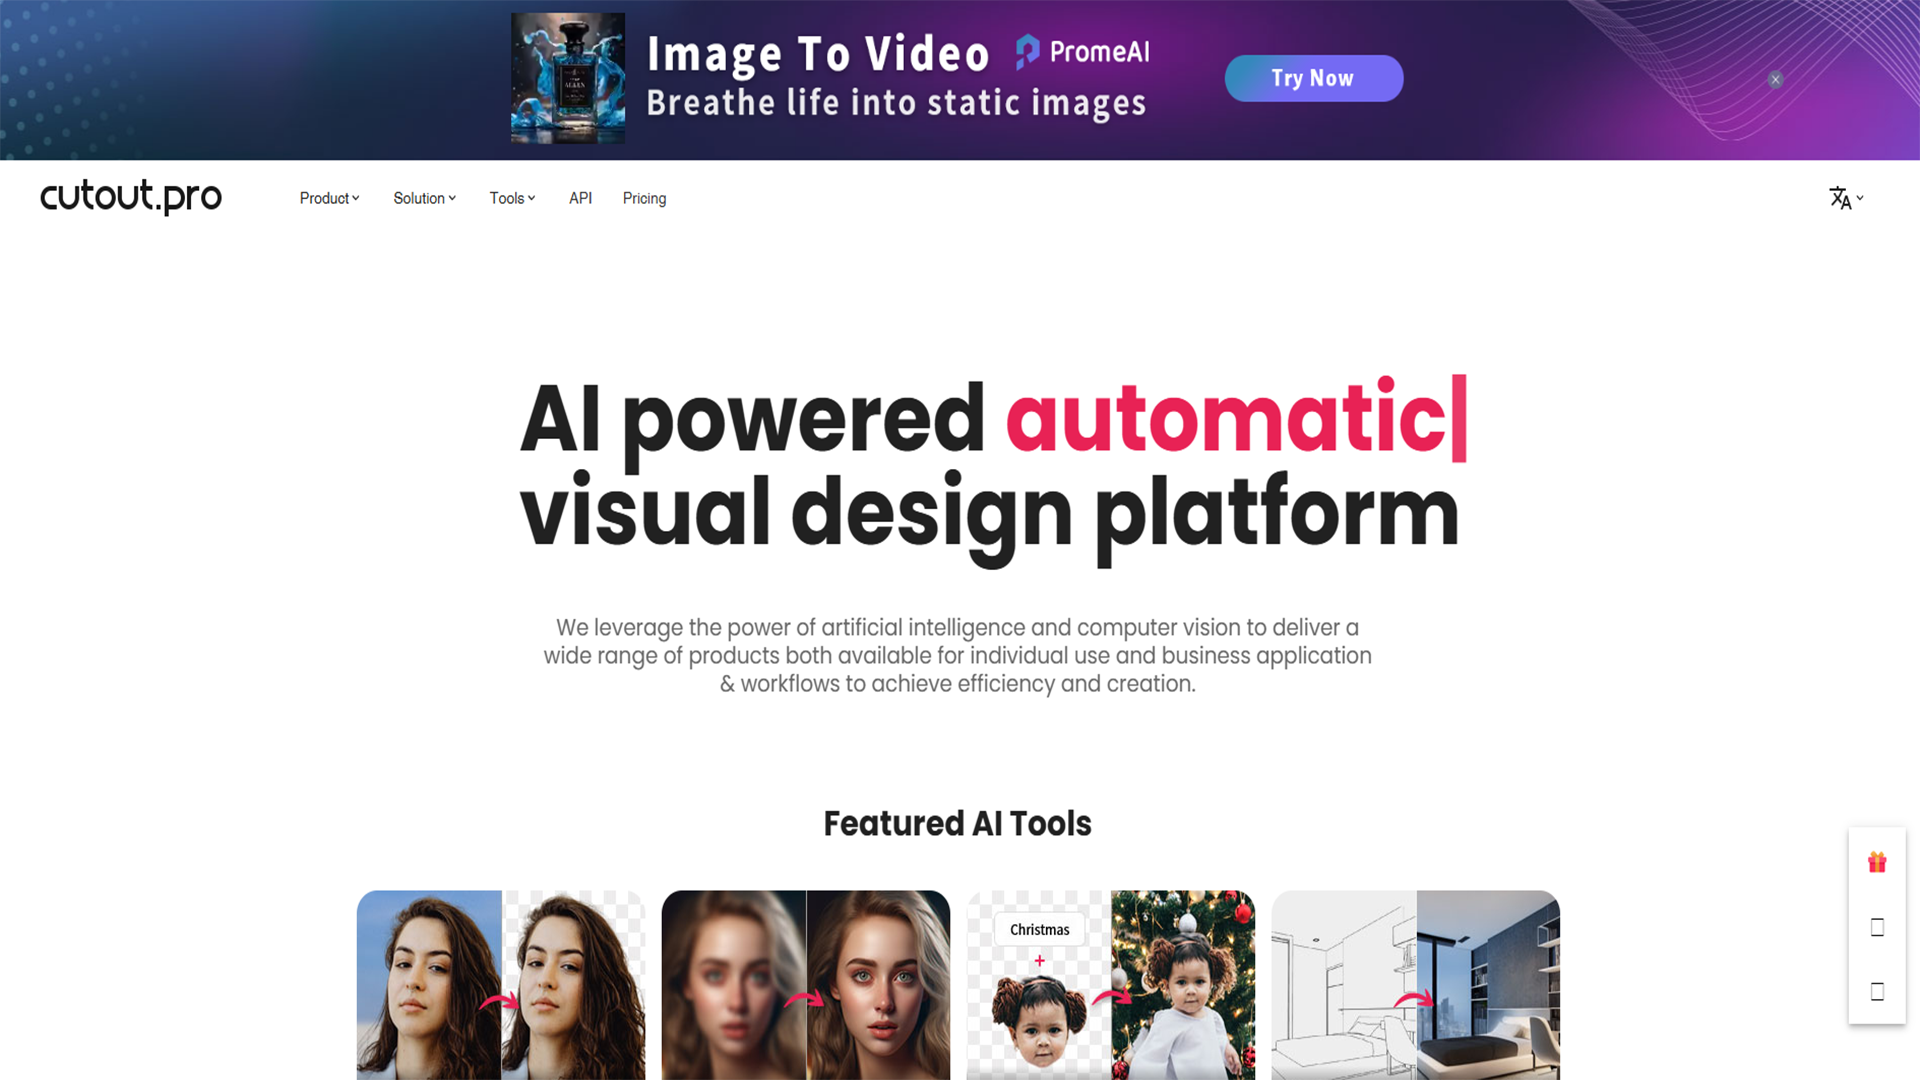 Image To Video
PromeAI
Breathe life into static images
Try Now
cutout.pro
Product
Solution
Tools
API
Pricing
AI powered automatic
visual design platform
We leverage the power of artificial intelligence and computer vision to deliver a
wide range of products both available for individual use and business application
& workflows to achieve efficiency and creation.
Featured AI Tools
Christmas
+